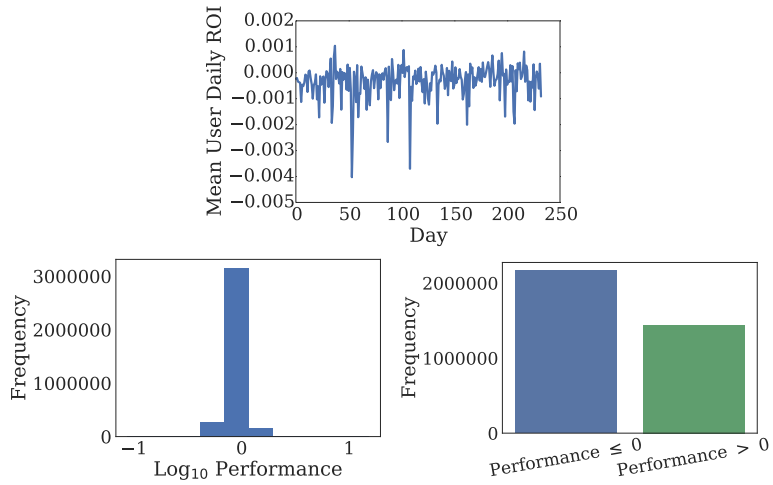 0.002
0.001
0.000
−0.001
−0.002
−0.003
−0.004
−0.005
Mean User Daily ROI
0 50 100 150 200 250
Day
3000000
2000000
1000000
0
Frequency
−1 0 1
Log₁₀ Performance
2000000
1000000
0
Frequency
Performance ≤ 0
Performance > 0